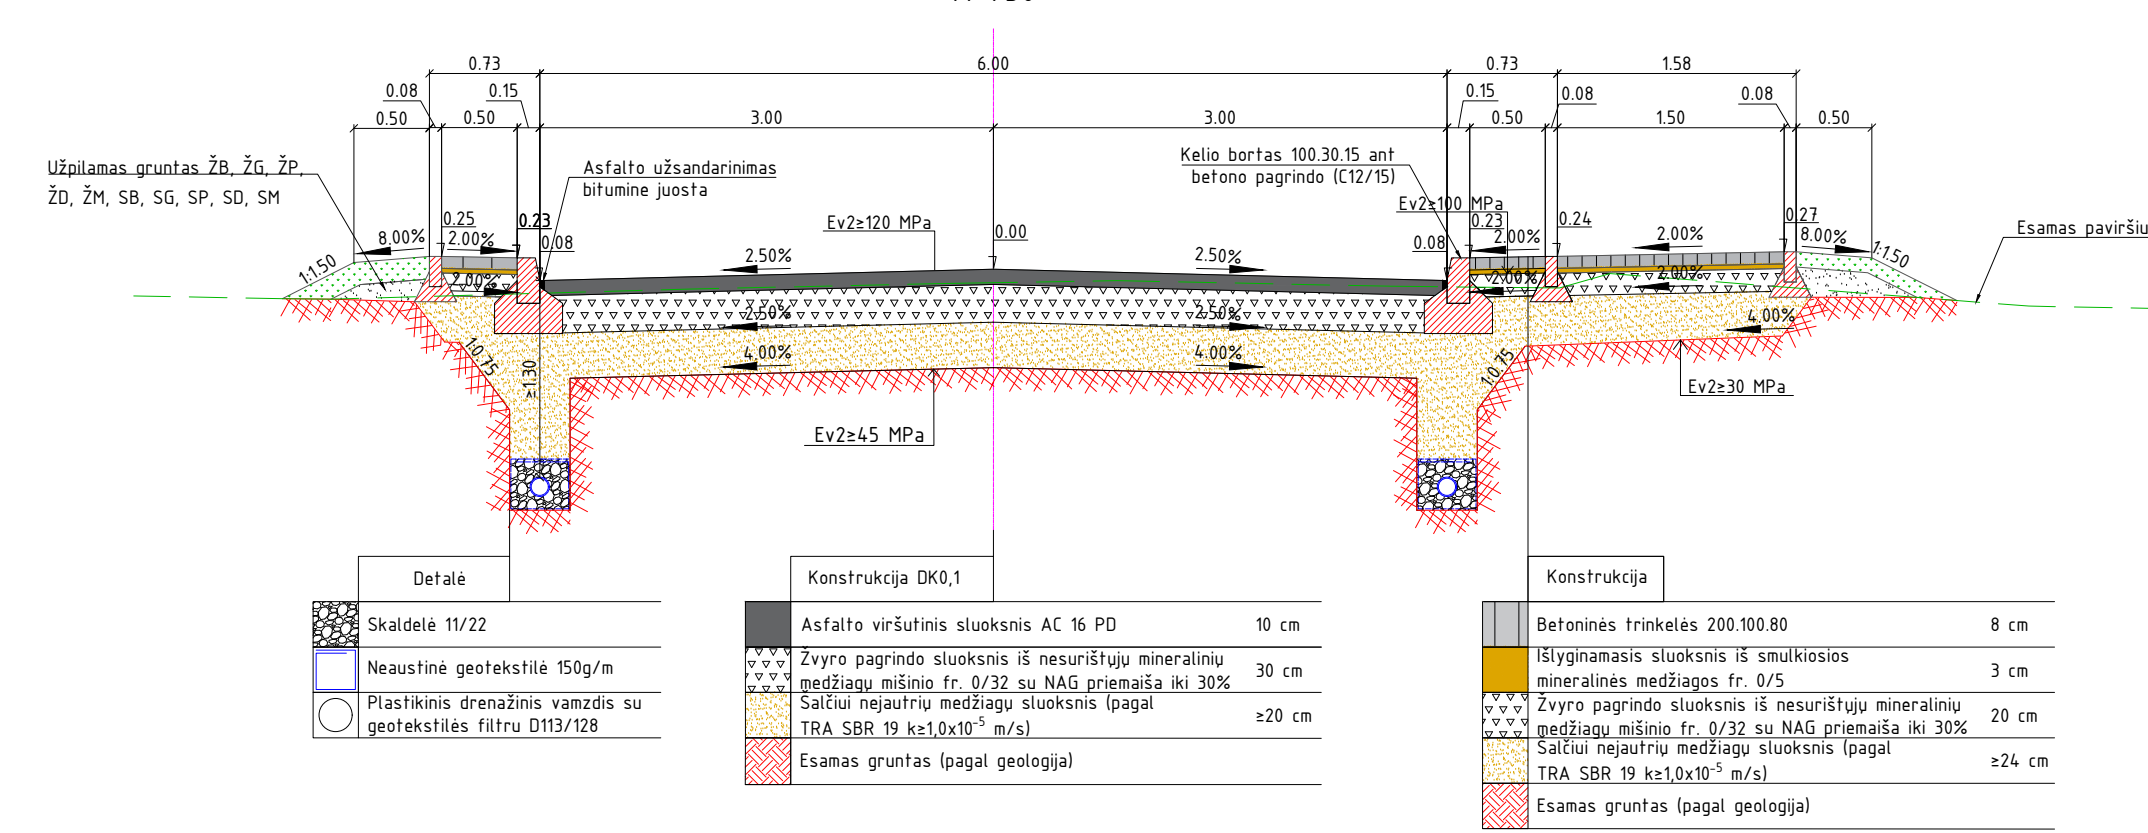 0.73
6.00
0.73
1.58
0.08
0.15
0.15
0.08
0.08
0.50
0.50
3.00
3.00
0.50
1.50
0.50
Užpilamas gruntas ŽB, ŽG, ŽP,
ŽD, ŽM, SB, SG, SP, SD, SM
Asfalto užsandarinimas
bitumine juosta
Kelio bortas 100.30.15 ant
betono pagrindo (C12/15)
Ev2≥120 MPa
Ev2≥100 MPa
Esamas paviršiu
0.25
0.23
0.08
0.00
0.08
0.23
0.24
0.27
8.00%
2.00%
2.50%
2.50%
2.00%
2.00%
8.00%
1:1.50
1:1.50
2.00%
2.00%
2.00%
2.50%
2.50%
4.00%
4.00%
4.00%
1:0.75
≥1.30
1:0.75
Ev2≥45 MPa
Ev2≥30 MPa
Detalė
Skaldelė 11/22
Neaustinė geotekstilė 150g/m
Plastikinis drenažinis vamzdis su
geotekstilės filtru D113/128
Konstrukcija DK0,1
Asfalto viršutinis sluoksnis AC 16 PD 10 cm
Žvyro pagrindo sluoksnis iš nesurištųjų mineralinių
medžiagų mišinio fr. 0/32 su NAG priemaiša iki 30% 30 cm
Šalčiui nejautrių medžiagų sluoksnis (pagal
TRA SBR 19 k≥1,0x10⁻⁵ m/s) ≥20 cm
Esamas gruntas (pagal geologija)
Konstrukcija
Betoninės trinkelės 200.100.80 8 cm
Išlyginamasis sluoksnis iš smulkiosios
mineralinės medžiagos fr. 0/5 3 cm
Žvyro pagrindo sluoksnis iš nesurištųjų mineralinių
medžiagų mišinio fr. 0/32 su NAG priemaiša iki 30% 20 cm
Šalčiui nejautrių medžiagų sluoksnis (pagal
TRA SBR 19 k≥1,0x10⁻⁵ m/s) ≥24 cm
Esamas gruntas (pagal geologija)